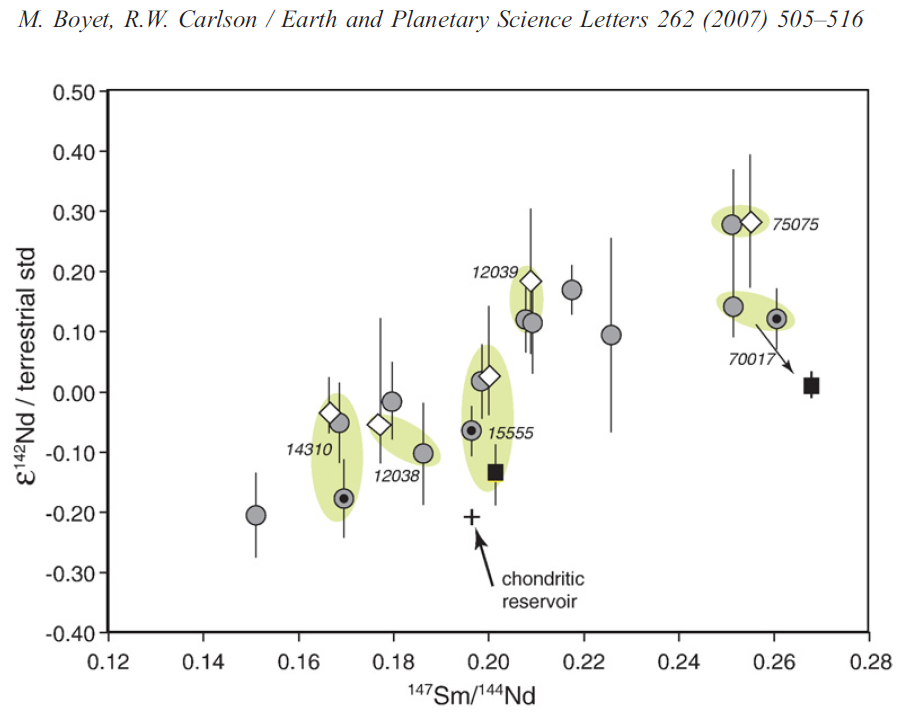 M. Boyet, R.W. Carlson / Earth and Planetary Science Letters 262 (2007) 505–516
0.50
0.40
0.30
0.20
0.10
0.00
-0.10
-0.20
-0.30
-0.40
ε¹⁴²Nd / terrestrial std
75075
12039
70017
15555
14310
12038
chondritic
reservoir
0.12 0.14 0.16 0.18 0.20 0.22 0.24 0.26 0.28
¹⁴⁷Sm/¹⁴⁴Nd